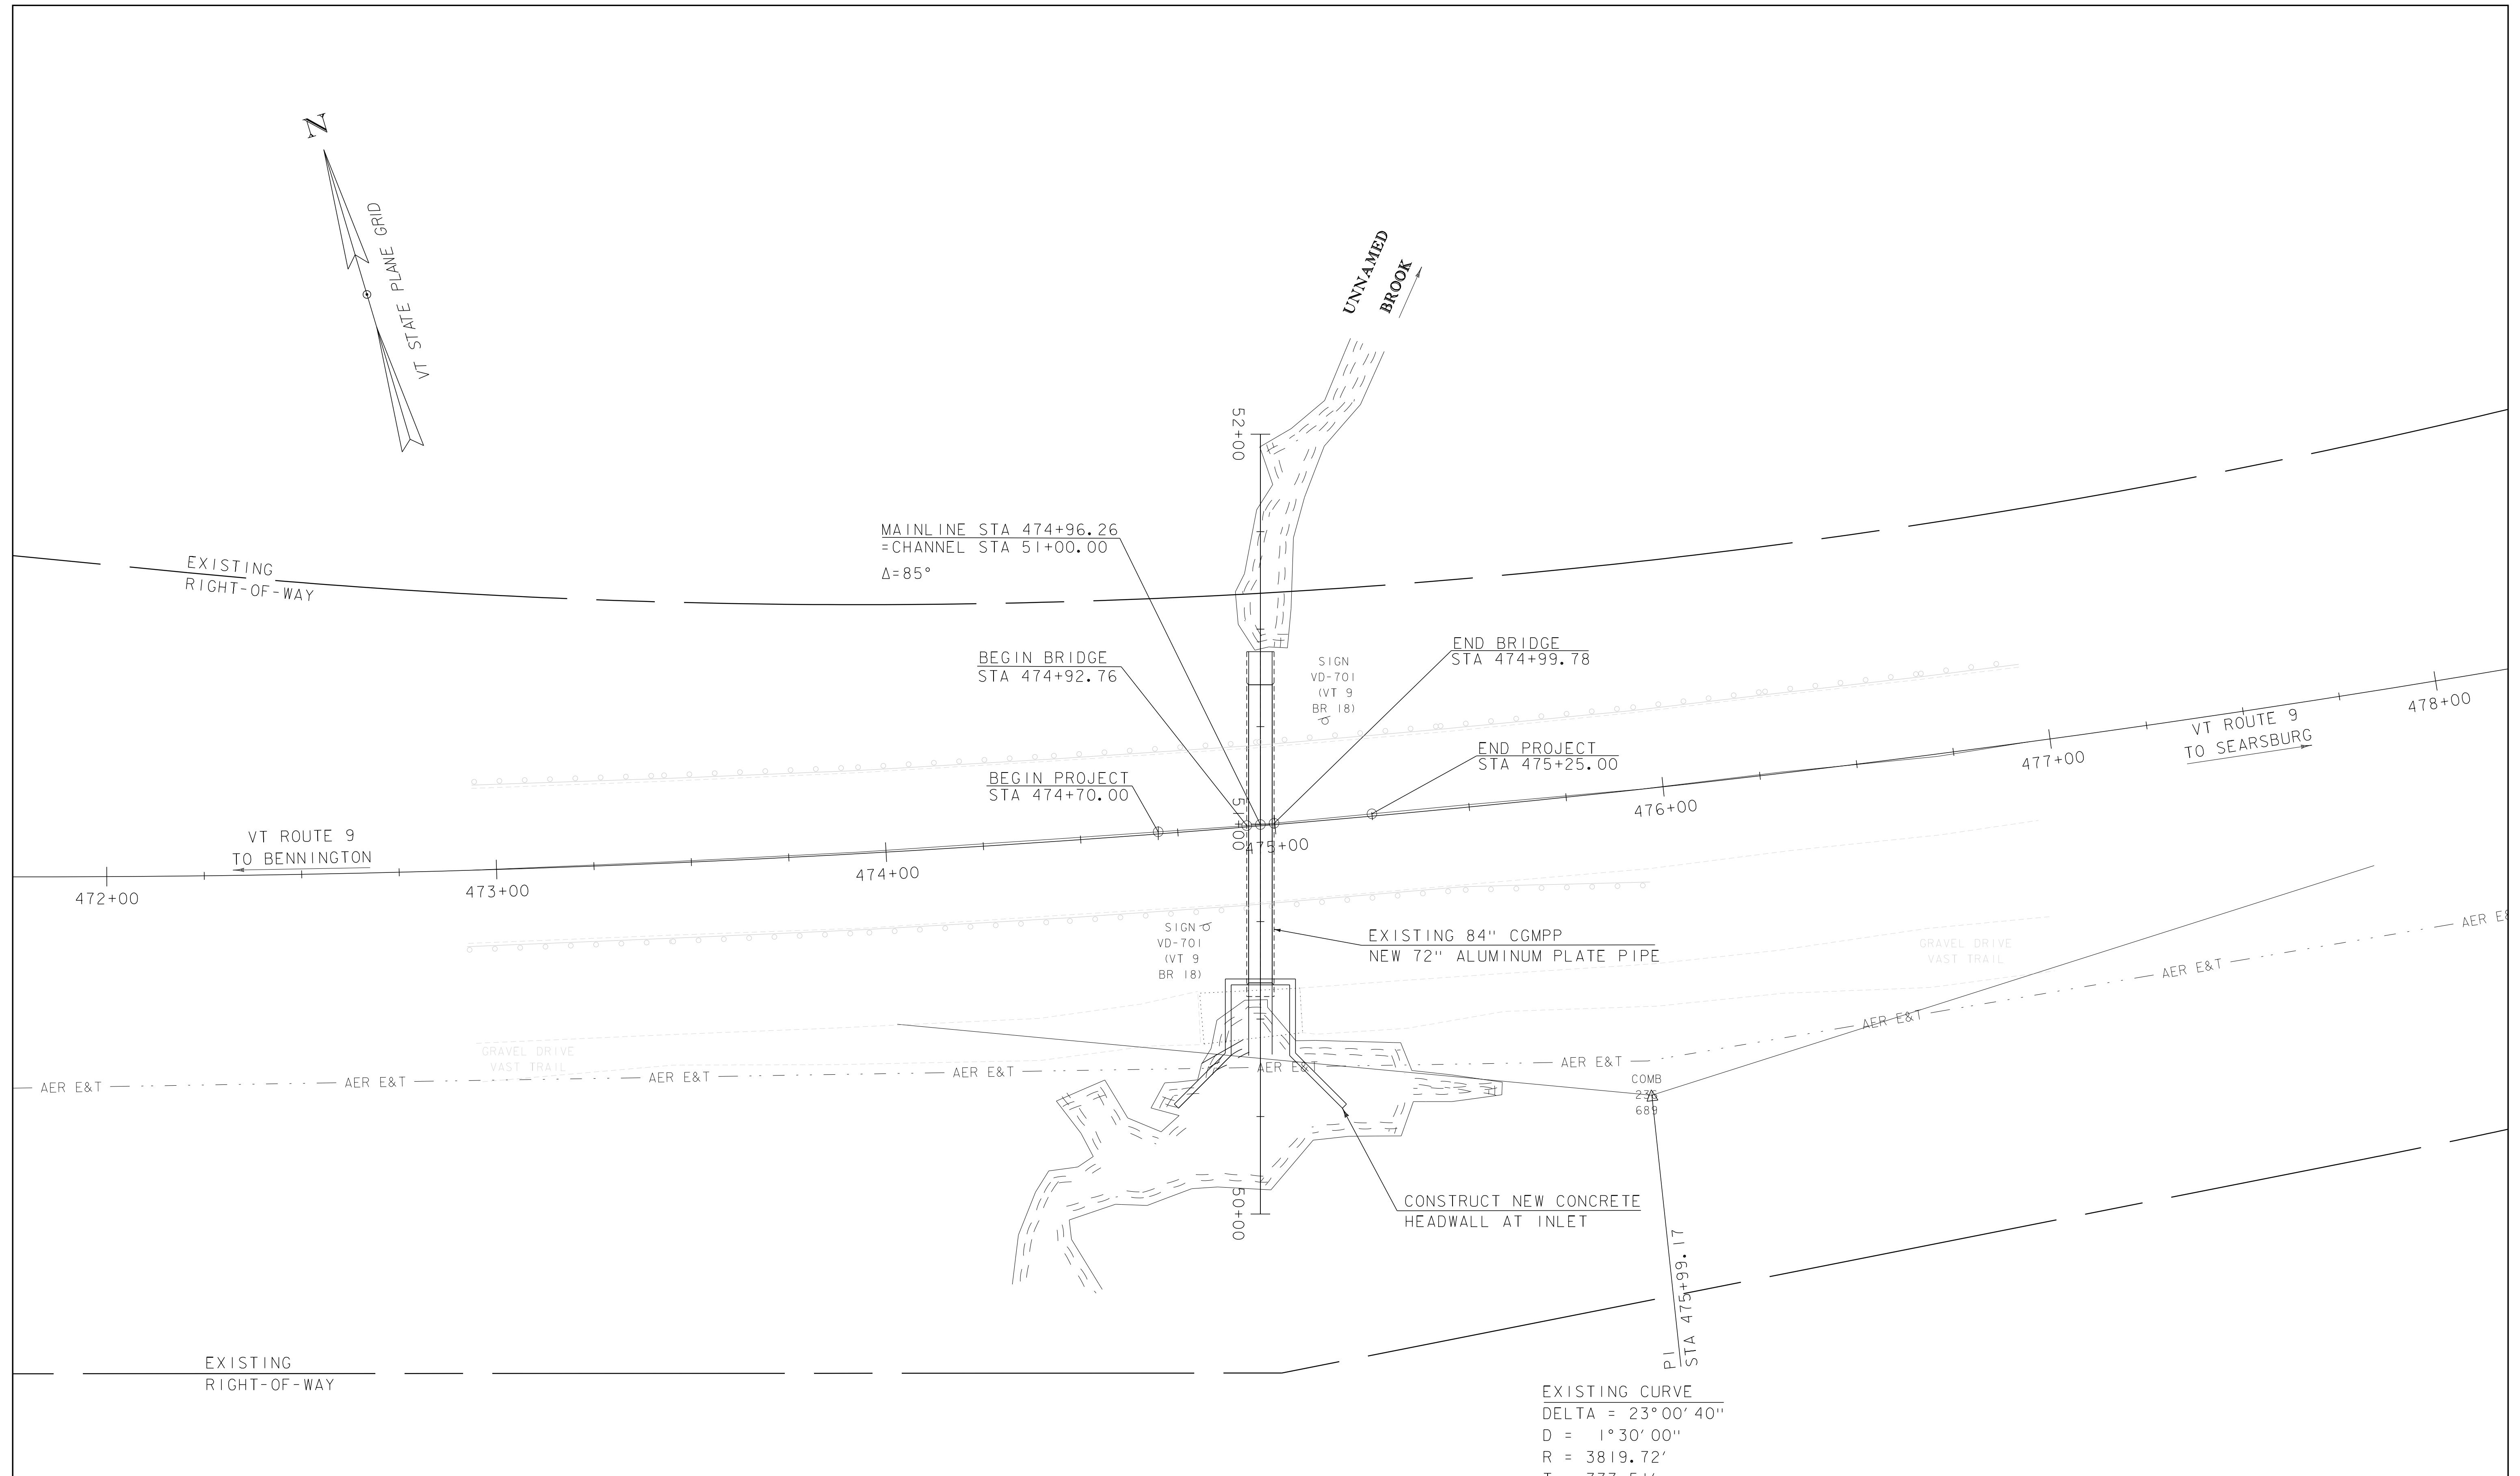 N
VT STATE PLANE GRID
UNNAMED
BROOK
52+00
MAINLINE STA 474+96.26
=CHANNEL STA 51+00.00
Δ=85°
EXISTING
RIGHT-OF-WAY
BEGIN BRIDGE
STA 474+92.76
END BRIDGE
STA 474+99.78
SIGN
VD-701
(VT 9
BR 18)
BEGIN PROJECT
STA 474+70.00
END PROJECT
STA 475+25.00
51+00
VT ROUTE 9
TO BENNINGTON
VT ROUTE 9
TO SEARSBURG
472+00
473+00
474+00
475+00
476+00
477+00
478+00
SIGN
VD-701
(VT 9
BR 18)
EXISTING 84" CGMPP
NEW 72" ALUMINUM PLATE PIPE
GRAVEL DRIVE
VAST TRAIL
GRAVEL DRIVE
VAST TRAIL
AER E&T
AER E&T
AER E&T
AER E&T
AER E&T
AER E&T
AER E&T
AER E&T
COMB
689
CONSTRUCT NEW CONCRETE
HEADWALL AT INLET
50+00
PI
STA 475+99.17
EXISTING
RIGHT-OF-WAY
EXISTING CURVE
DELTA = 23°00'40"
D = 1°30'00"
R = 3819.72'